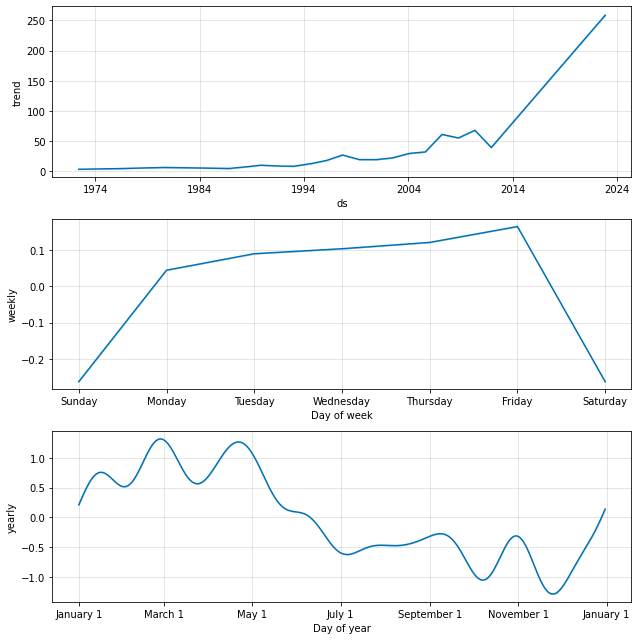 250
200
150
100
50
0
trend
1974 1984 1994 2004 2014 2024
ds
0.1
0.0
−0.1
−0.2
weekly
Sunday Monday Tuesday Wednesday Thursday Friday Saturday
Day of week
1.0
0.5
0.0
−0.5
−1.0
yearly
January 1 March 1 May 1 July 1 September 1 November 1 January 1
Day of year